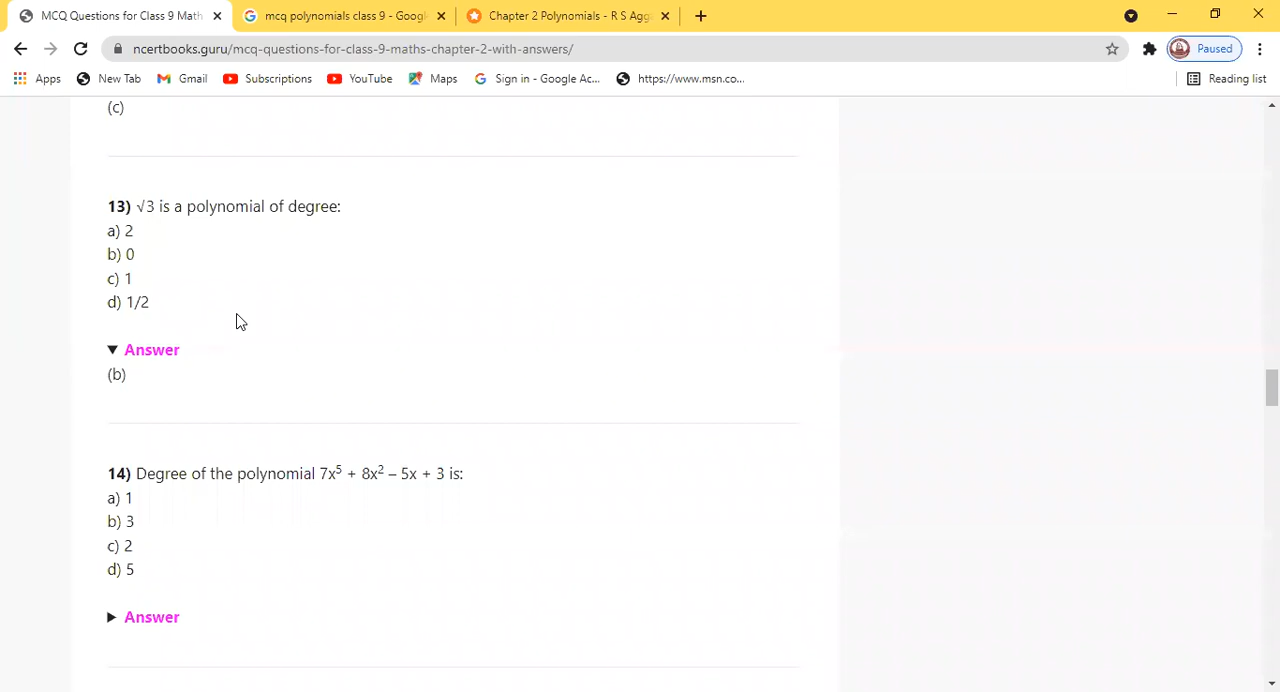 MCQ Questions for Class 9 Math
mcq polynomials class 9 - Googl
Chapter 2 Polynomials - R S Agg
ncertbooks.guru/mcq-questions-for-class-9-maths-chapter-2-with-answers/
Paused
Apps
New Tab
Gmail
Subscriptions
YouTube
Maps
Sign in - Google Ac...
https://www.msn.co...
Reading list
(c)
13) √3 is a polynomial of degree:
a) 2
b) 0
c) 1
d) 1/2
▼ Answer
(b)
14) Degree of the polynomial 7x⁵ + 8x² – 5x + 3 is:
a) 1
b) 3
c) 2
d) 5
► Answer